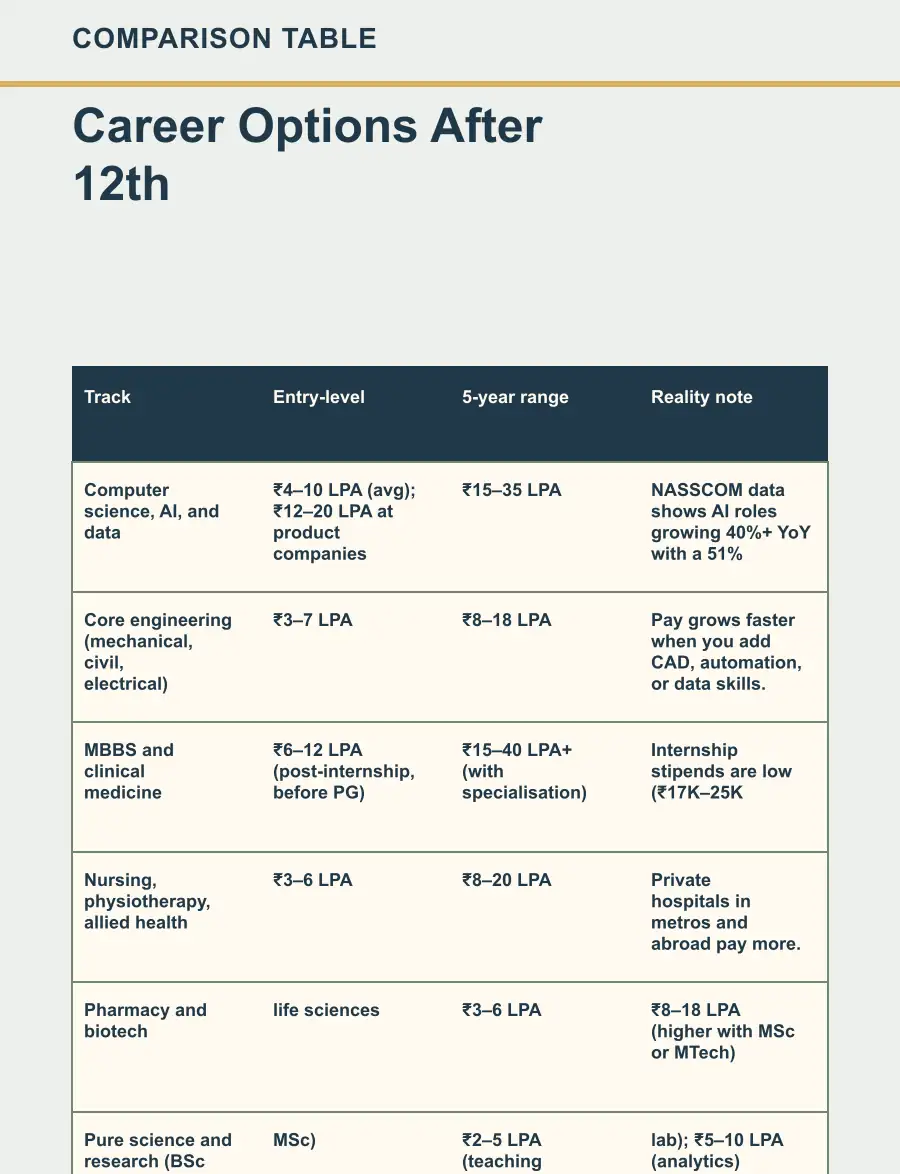 COMPARISON TABLE
Career Options After
12th
Track
Entry-level
5-year range
Reality note
Computer
science, AI, and
data
₹4–10 LPA (avg);
₹12–20 LPA at
product
companies
₹15–35 LPA
NASSCOM data
shows AI roles
growing 40%+ YoY
with a 51%
Core engineering
(mechanical,
civil,
electrical)
₹3–7 LPA
₹8–18 LPA
Pay grows faster
when you add
CAD, automation,
or data skills.
MBBS and
clinical
medicine
₹6–12 LPA
(post-internship,
before PG)
₹15–40 LPA+
(with
specialisation)
Internship
stipends are low
(₹17K–25K
Nursing,
physiotherapy,
allied health
₹3–6 LPA
₹8–20 LPA
Private
hospitals in
metros and
abroad pay more.
Pharmacy and
biotech
life sciences
₹3–6 LPA
₹8–18 LPA
(higher with MSc
or MTech)
Pure science and
research (BSc
MSc)
₹2–5 LPA
(teaching
lab); ₹5–10 LPA
(analytics)